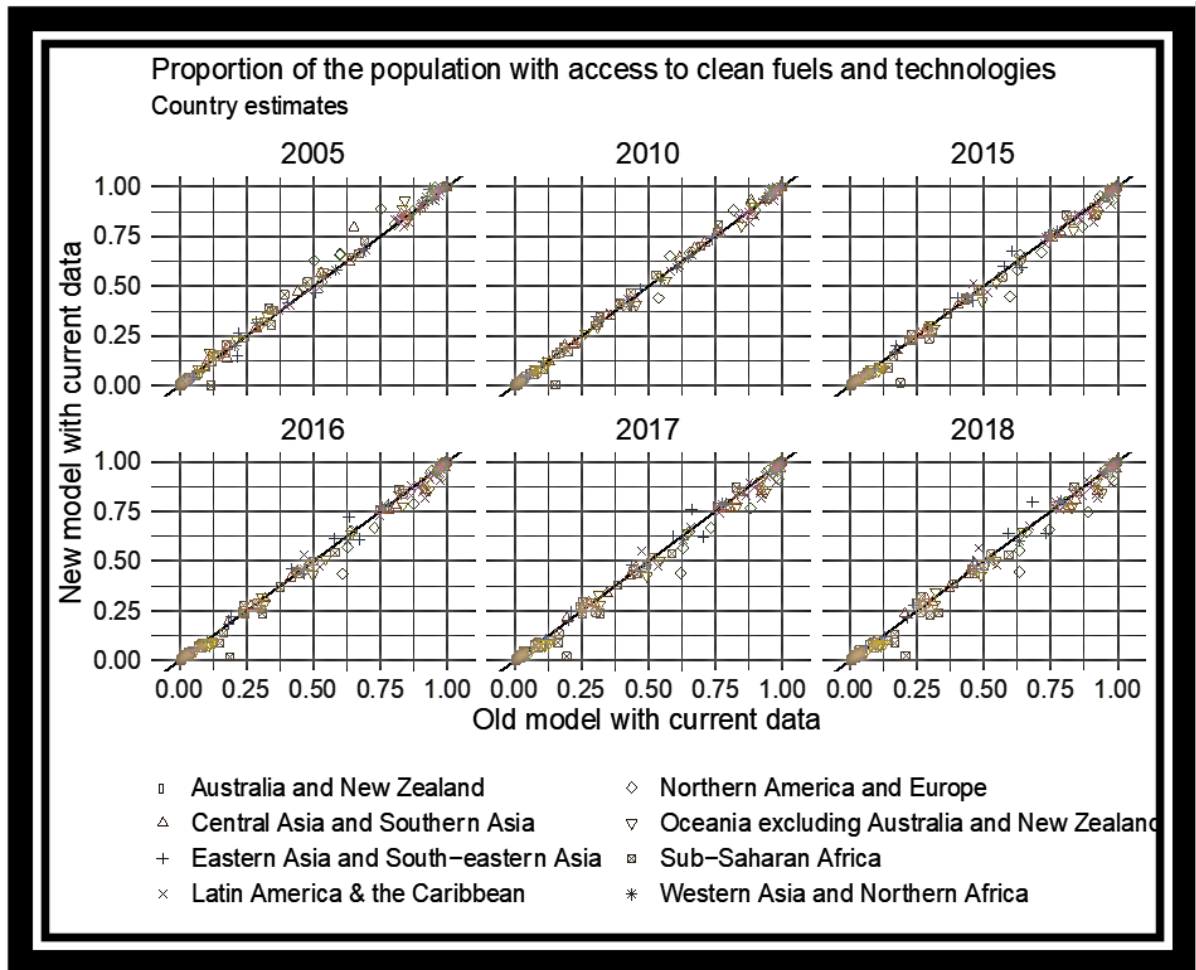 Proportion of the population with access to clean fuels and technologies
Country estimates
2005 2010 2015
1.00
0.75
0.50
0.25
0.00
2016 2017 2018
1.00
0.75
0.50
0.25
0.00
0.00 0.25 0.50 0.75 1.00 0.00 0.25 0.50 0.75 1.00 0.00 0.25 0.50 0.75 1.00
New model with current data
Old model with current data
Australia and New Zealand
Central Asia and Southern Asia
Eastern Asia and South−eastern Asia
Latin America & the Caribbean
Northern America and Europe
Oceania excluding Australia and New Zealand
Sub−Saharan Africa
Western Asia and Northern Africa